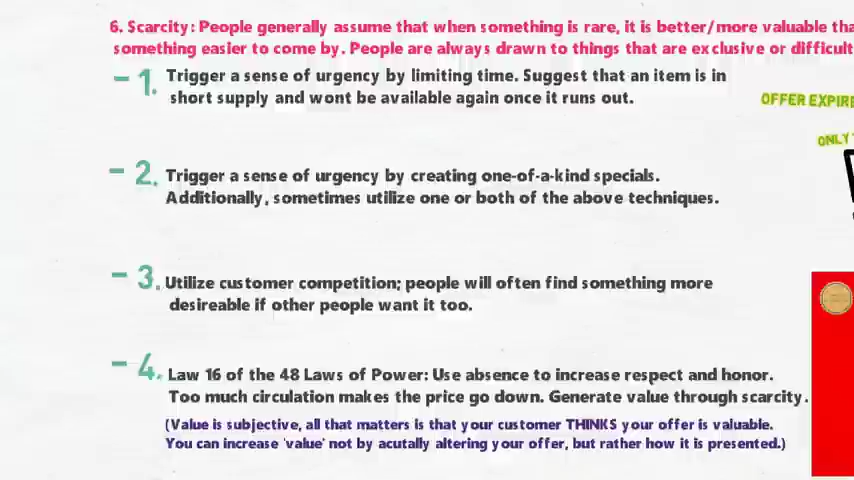 6. Scarcity: People generally assume that when something is rare, it is better/more valuable tha
something easier to come by. People are always drawn to things that are exclusive or difficult
- 1. Trigger a sense of urgency by limiting time. Suggest that an item is in
short supply and wont be available again once it runs out.
OFFER EXPIRE
ONLY
- 2. Trigger a sense of urgency by creating one-of-a-kind specials.
Additionally, sometimes utilize one or both of the above techniques.
- 3. Utilize customer competition; people will often find something more
desireable if other people want it too.
- 4. Law 16 of the 48 Laws of Power: Use absence to increase respect and honor.
Too much circulation makes the price go down. Generate value through scarcity.
(Value is subjective, all that matters is that your customer THINKS your offer is valuable.
You can increase 'value' not by acutally altering your offer, but rather how it is presented.)